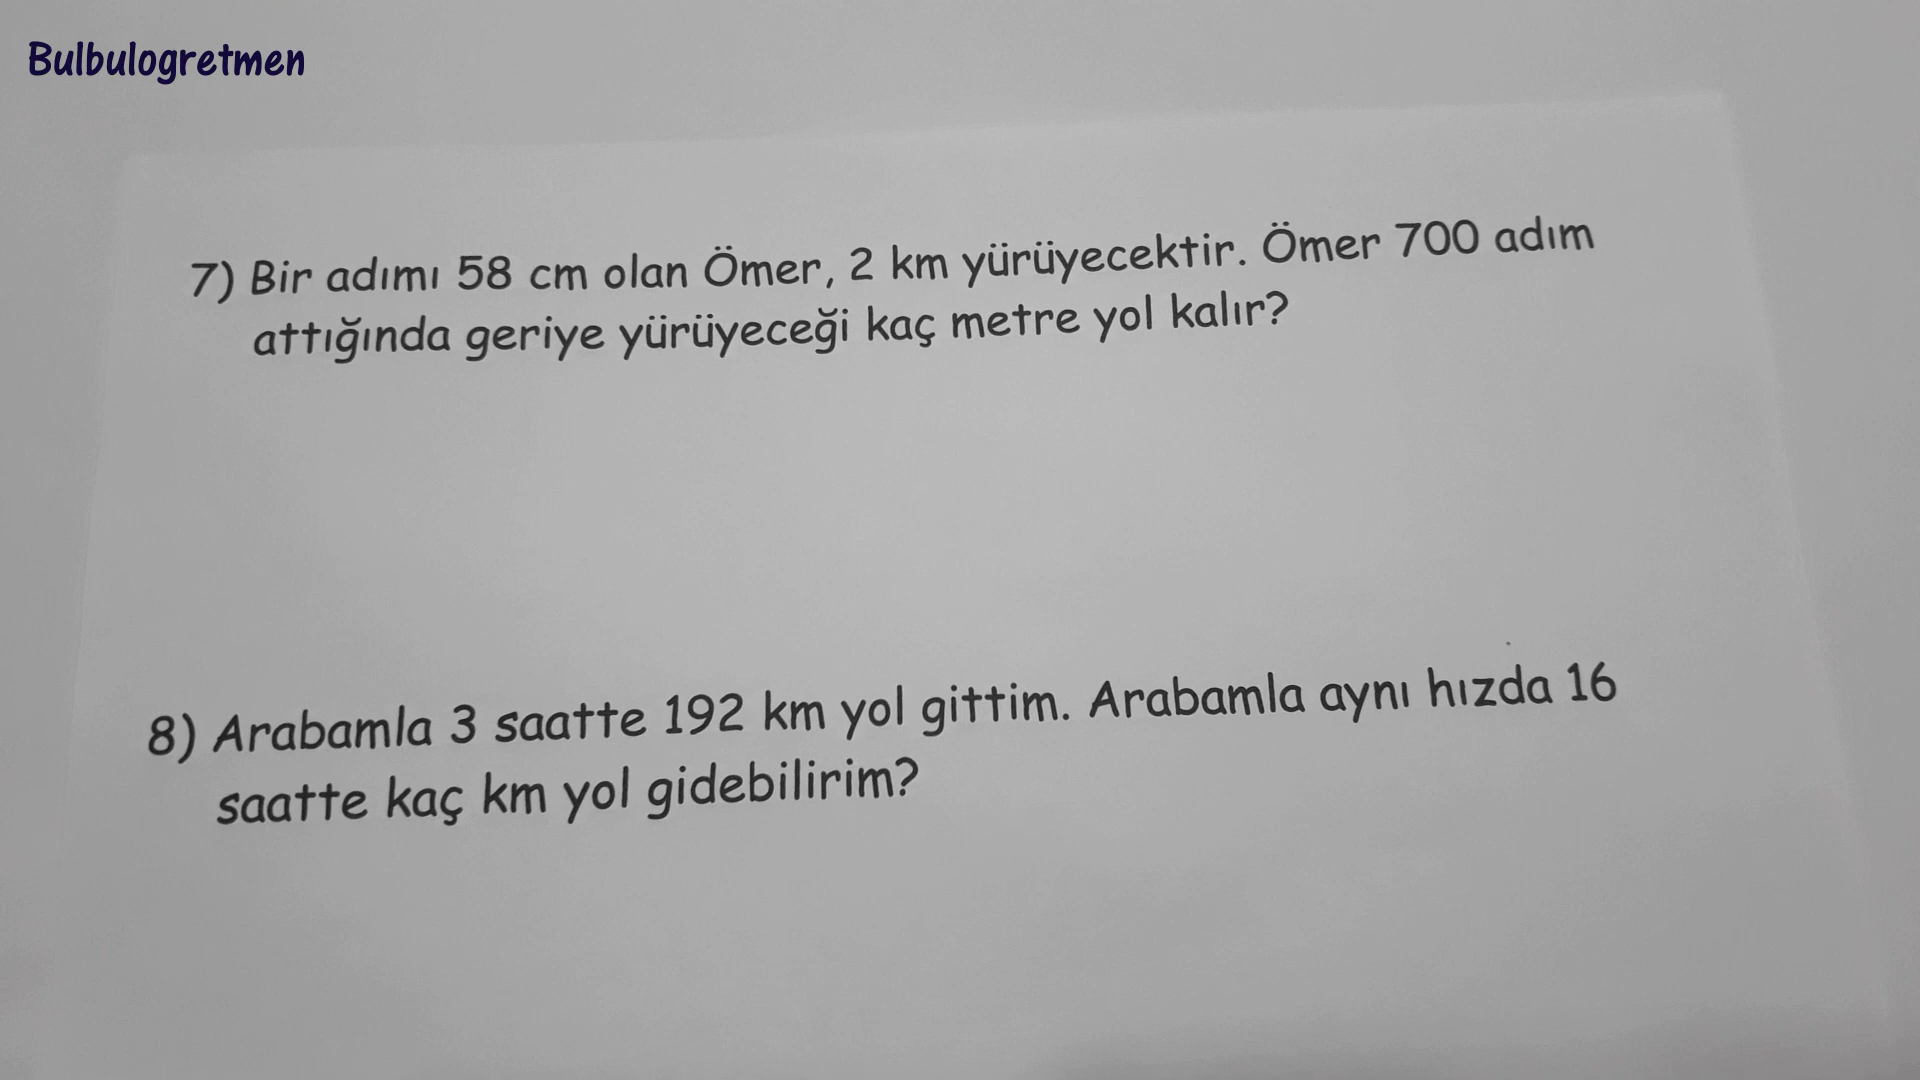 Bulbulogretmen
7) Bir adımı 58 cm olan Ömer, 2 km yürüyecektir. Ömer 700 adım
attığında geriye yürüyeceği kaç metre yol kalır?
8) Arabamla 3 saatte 192 km yol gittim. Arabamla aynı hızda 16
saatte kaç km yol gidebilirim?